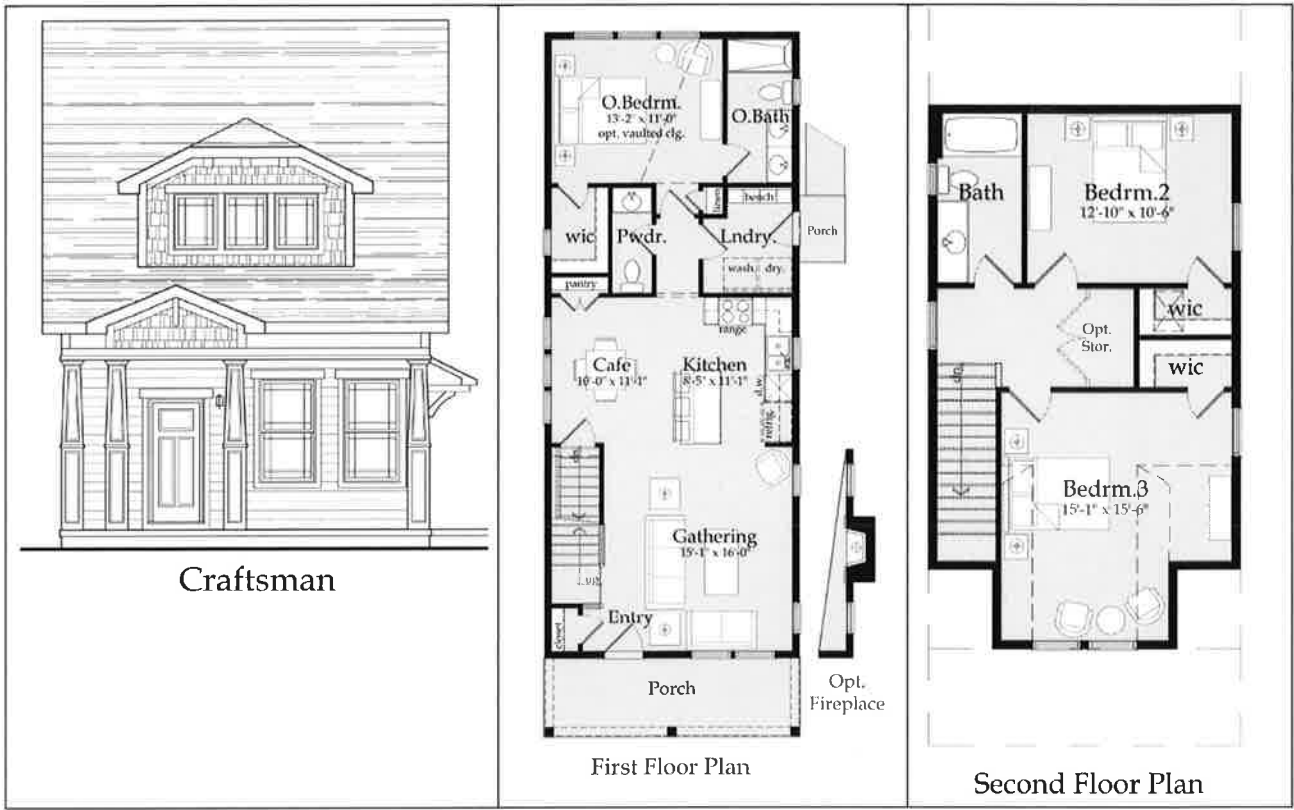 Craftsman
O.Bedrm.
13'-2" x 11'-0"
opt. vaulted clg.
O.Bath
linen
bench
wic
Pwdr.
Lndry.
Porch
wash
dry.
pantry
range
Cafe
10'-0" x 11'-1"
Kitchen
8'-5" x 11'-1"
d.w.
refrig.
dn.
Gathering
15'-1" x 16'-0"
up
Entry
closet
Porch
Opt.
Fireplace
First Floor Plan
Bath
Bedrm.2
12'-10" x 10'-6"
wic
Opt.
Stor.
wic
dn.
Bedrm.3
15'-1" x 15'-6"
Second Floor Plan